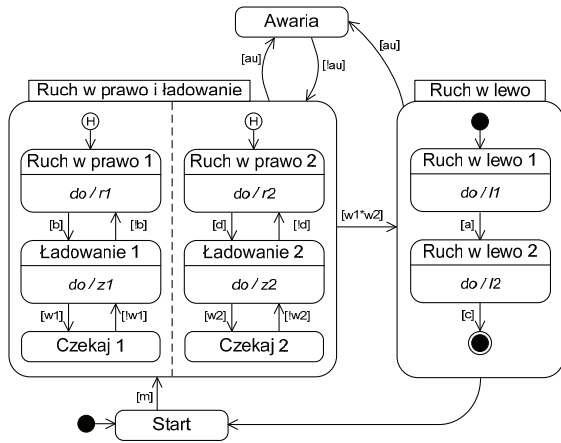 Awaria
[au]
[!au]
[au]
Ruch w prawo i ładowanie
Ruch w lewo
H
H
Ruch w prawo 1
do / r1
Ruch w prawo 2
do / r2
Ruch w lewo 1
do / l1
[b]
[!b]
[d]
[!d]
[w1*w2]
[a]
Ładowanie 1
do / z1
Ładowanie 2
do / z2
Ruch w lewo 2
do / l2
[w1]
[!w1]
[w2]
[!w2]
[c]
Czekaj 1
Czekaj 2
[m]
Start